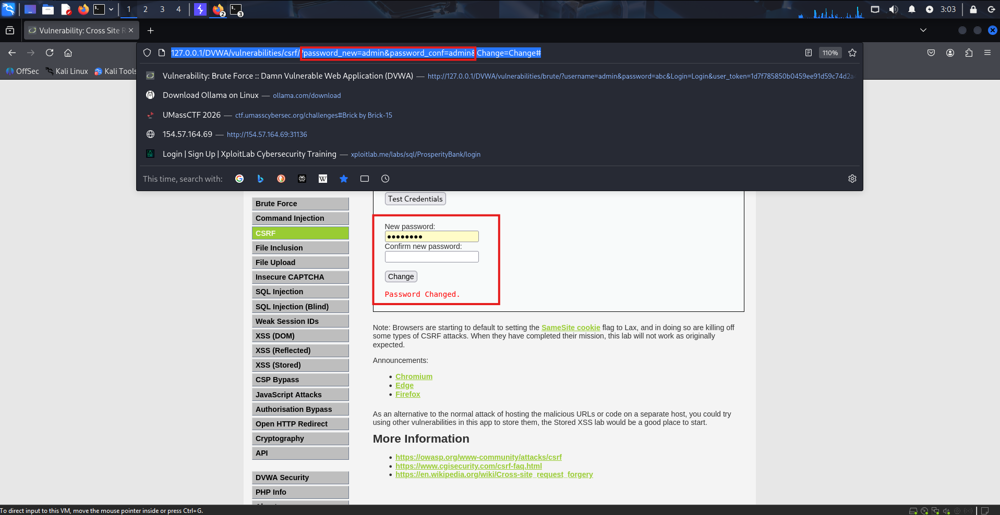 1 2 3 4 2 3 3:03
Vulnerability: Cross Site R
127.0.0.1/DVWA/vulnerabilities/csrf/?password_new=admin&password_conf=admin&Change=Change# 110%
OffSec Kali Linux Kali Tools
Vulnerability: Brute Force :: Damn Vulnerable Web Application (DVWA) — http://127.0.0.1/DVWA/vulnerabilities/brute/?username=admin&password=abc&Login=Login&user_token=1d7f785850b0459ee91d59c74d2a
Download Ollama on Linux — ollama.com/download
UMassCTF 2026 — ctf.umasscybersec.org/challenges#Brick by Brick-15
154.57.164.69 — http://154.57.164.69:31136
Login | Sign Up | XploitLab Cybersecurity Training — xploitlab.me/labs/sql/ProsperityBank/login
This time, search with:
Brute Force
Command Injection
CSRF
File Inclusion
File Upload
Insecure CAPTCHA
SQL Injection
SQL Injection (Blind)
Weak Session IDs
XSS (DOM)
XSS (Reflected)
XSS (Stored)
CSP Bypass
JavaScript Attacks
Authorisation Bypass
Open HTTP Redirect
Cryptography
API
DVWA Security
PHP Info
Test Credentials
New password:
Confirm new password:
Change
Password Changed.
Note: Browsers are starting to default to setting the SameSite cookie flag to Lax, and in doing so are killing off
some types of CSRF attacks. When they have completed their mission, this lab will not work as originally
expected.
Announcements:
• Chromium
• Edge
• Firefox
As an alternative to the normal attack of hosting the malicious URLs or code on a separate host, you could try
using other vulnerabilities in this app to store them, the Stored XSS lab would be a good place to start.
More Information
• https://owasp.org/www-community/attacks/csrf
• https://www.cgisecurity.com/csrf-faq.html
• https://en.wikipedia.org/wiki/Cross-site_request_forgery
To direct input to this VM, move the mouse pointer inside or press Ctrl+G.